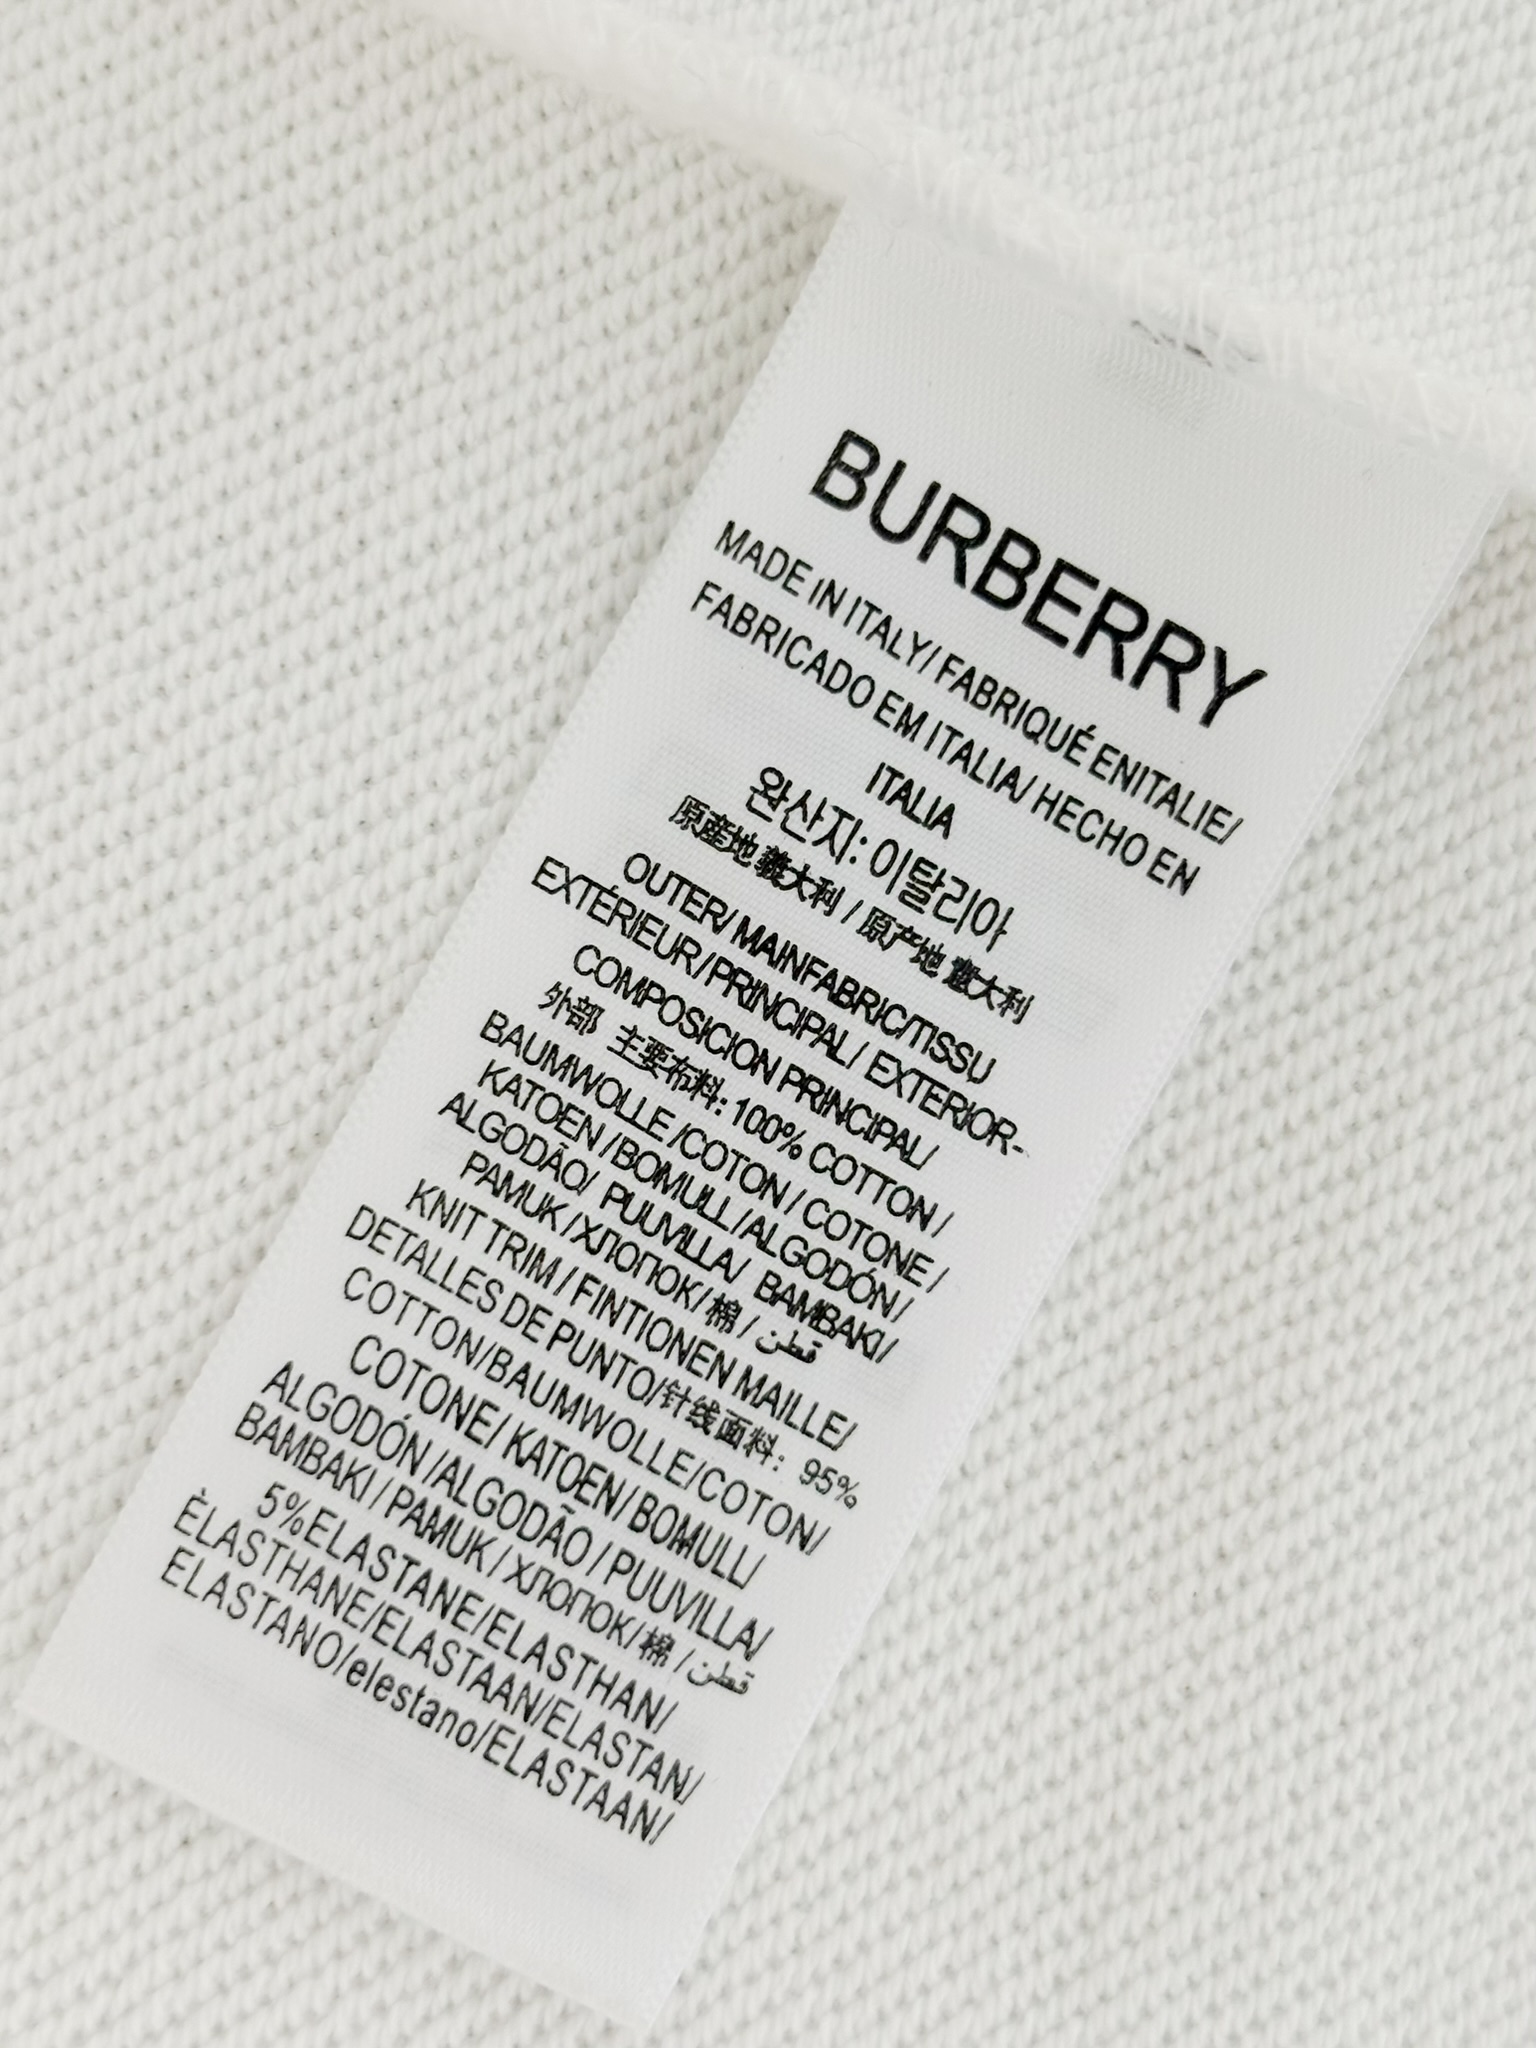 BURBERRY
MADE IN ITALY/ FABRIQUÉ ENITALIE/
FABRICADO EM ITALIA/ HECHO EN
ITALIA
완산지: 이탈리아
原産地 義大利 / 原产地 意大利
OUTER/ MAINFABRIC/TISSU
EXTÉRIEUR/PRINCIPAL/ EXTERIOR-
COMPOSICION PRINCIPAL/
外部 主要布料: 100% COTTON /
BAUMWOLLE /COTON / COTONE /
KATOEN /BOMULL /ALGODÓN /
ALGODÃO/ PUUVILLA/ BAMBAKI /
PAMUK /ХЛОПОК/ 棉 / قطن
KNIT TRIM / FINTIONEN MAILLE/
DETALLES DE PUNTO/针线面料: 95%
COTTON/BAUMWOLLE/COTON/
COTONE/ KATOEN/ BOMULL/
ALGODÓN /ALGODÃO / PUUVILLA/
BAMBAKI / PAMUK / ХЛОПОК/ 棉 / قطن
5%ELASTANE/ELASTHAN/
ÈLASTHANE/ELASTAAN/ELASTAN/
ELASTANO/elestano/ELASTAAN/